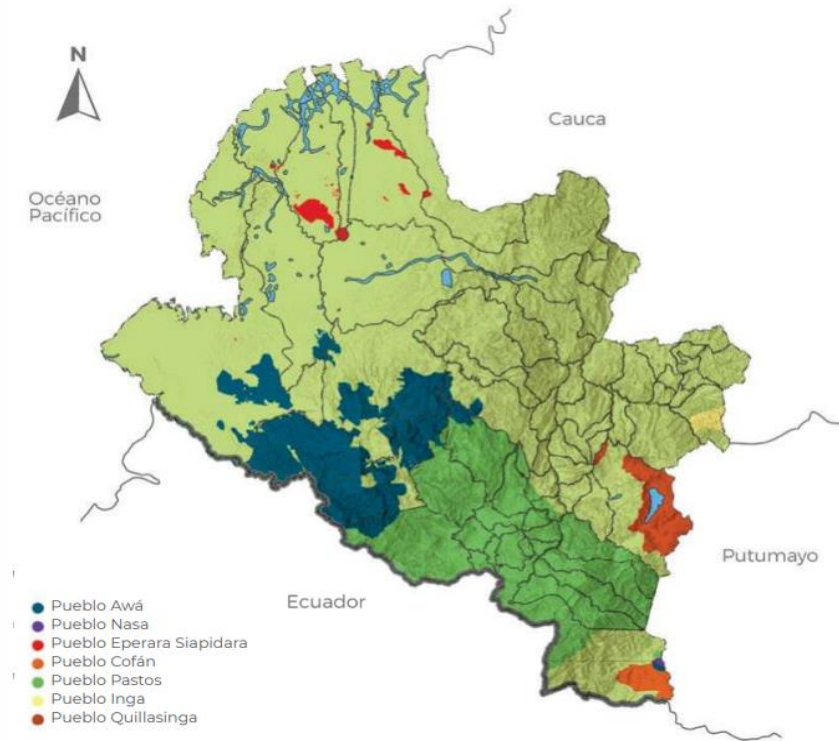 N
Cauca
Océano
Pacífico
Putumayo
Ecuador
Pueblo Awá
Pueblo Nasa
Pueblo Eperara Siapidara
Pueblo Cofán
Pueblo Pastos
Pueblo Inga
Pueblo Quillasinga